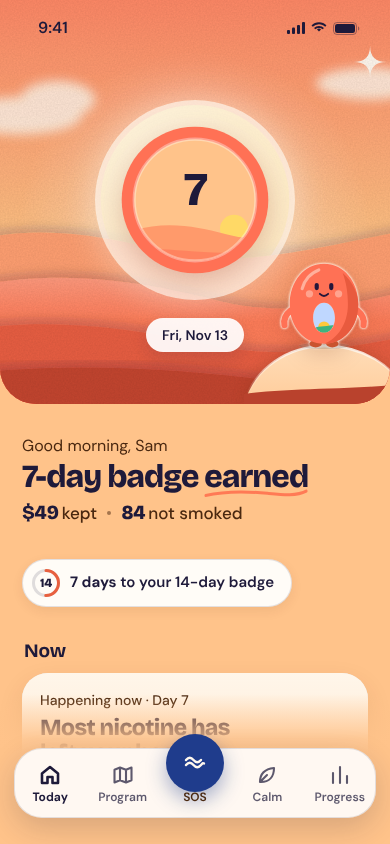 9:41
7
Fri, Nov 13
Good morning, Sam
7-day badge earned
$49 kept • 84 not smoked
14 7 days to your 14-day badge
Now
Happening now · Day 7
Most nicotine has
Today Program SOS Calm Progress